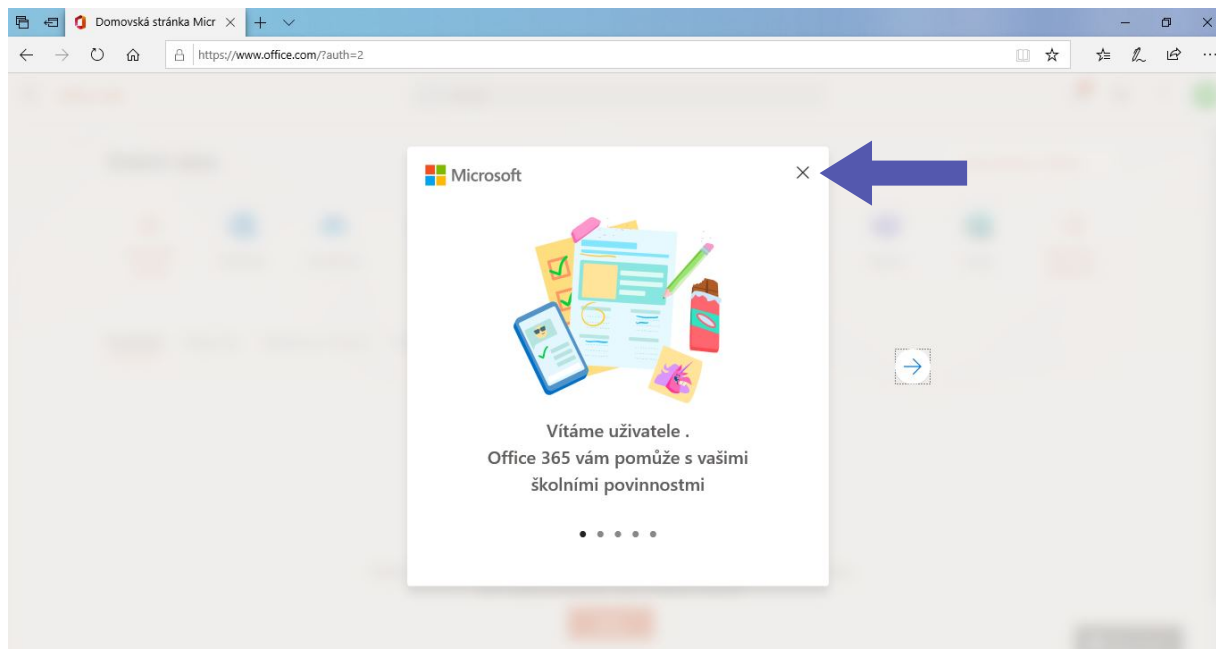 Domovská stránka Micr
https://www.office.com/?auth=2
Microsoft
Vítáme uživatele .
Office 365 vám pomůže s vašimi
školními povinnostmi